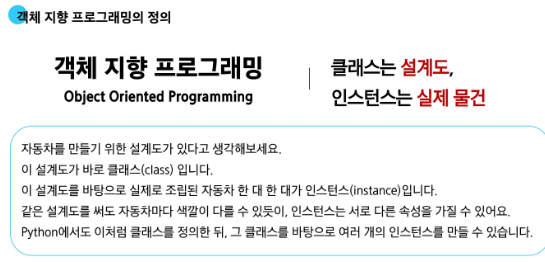 객체 지향 프로그래밍의 정의
객체 지향 프로그래밍
Object Oriented Programming
클래스는 설계도,
인스턴스는 실제 물건
자동차를 만들기 위한 설계도가 있다고 생각해보세요.
이 설계도가 바로 클래스(class) 입니다.
이 설계도를 바탕으로 실제로 조립된 자동차 한 대 한 대가 인스턴스(instance)입니다.
같은 설계도를 써도 자동차마다 색깔이 다를 수 있듯이, 인스턴스는 서로 다른 속성을 가질 수 있어요.
Python에서도 이처럼 클래스를 정의한 뒤, 그 클래스를 바탕으로 여러 개의 인스턴스를 만들 수 있습니다.